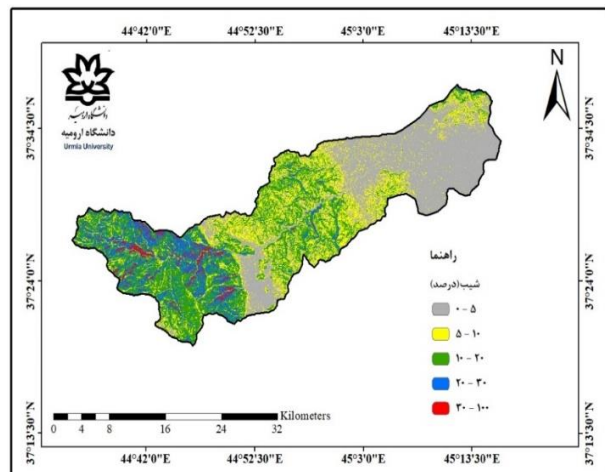 44°42'0"E 44°52'30"E 45°3'0"E 45°13'30"E
N
دانشگاه ارومیه
Urmia University
37°34'30"N 37°34'30"N
37°24'0"N 37°24'0"N
37°13'30"N 37°13'30"N
راهنما
شیب(درصد)
۰ - ۵
۵ - ۱۰
۱۰ - ۲۰
۲۰ - ۳۰
۳۰ - ۱۰۰
Kilometers
0 4 8 16 24 32
44°42'0"E 44°52'30"E 45°3'0"E 45°13'30"E